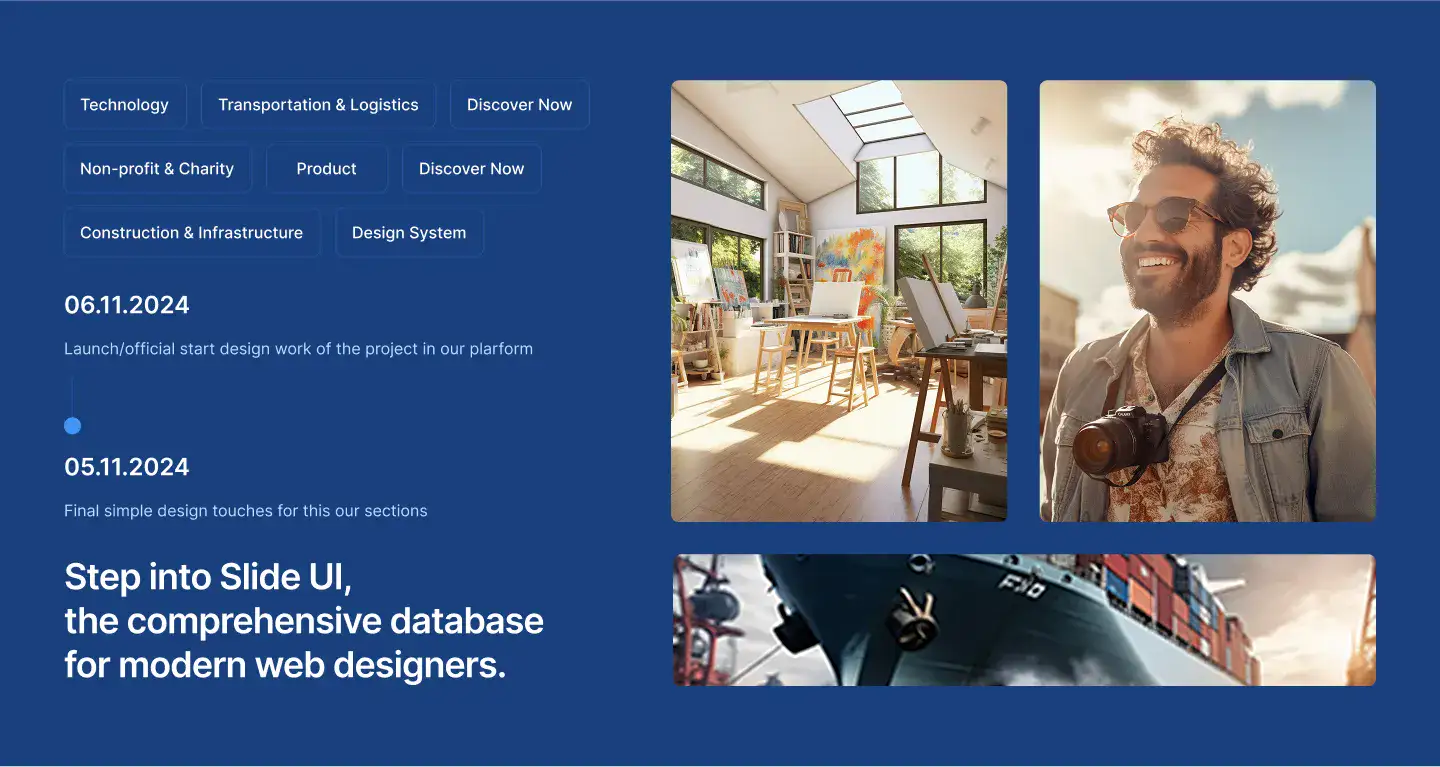 Technology
Transportation & Logistics
Discover Now
Non-profit & Charity
Product
Discover Now
Construction & Infrastructure
Design System
06.11.2024
Launch/official start design work of the project in our plarform
05.11.2024
Final simple design touches for this our sections
Step into Slide UI,
the comprehensive database
for modern web designers.